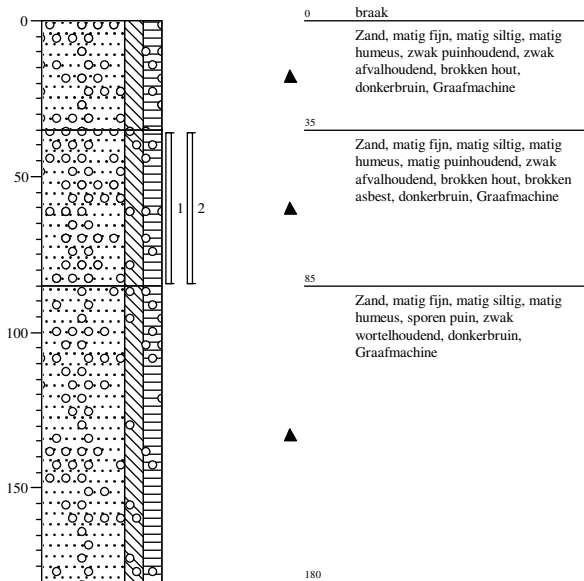 0
50
100
150
1
2
0
braak
Zand, matig fijn, matig siltig, matig
humeus, zwak puinhoudend, zwak
afvalhoudend, brokken hout,
donkerbruin, Graafmachine
35
Zand, matig fijn, matig siltig, matig
humeus, matig puinhoudend, zwak
afvalhoudend, brokken hout, brokken
asbest, donkerbruin, Graafmachine
85
Zand, matig fijn, matig siltig, matig
humeus, sporen puin, zwak
wortelhoudend, donkerbruin,
Graafmachine
180